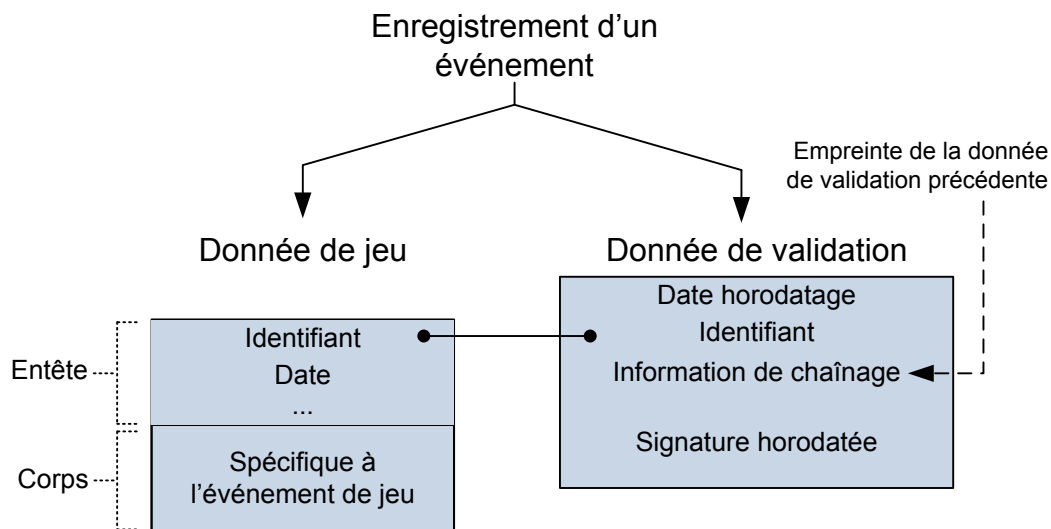 Enregistrement d'un
événement
Empreinte de la donnée
de validation précédente
Donnée de jeu
Donnée de validation
Entête
Identifiant
Date
...
Corps
Spécifique à
l'événement de jeu
Date horodatage
Identifiant
Information de chaînage
Signature horodatée